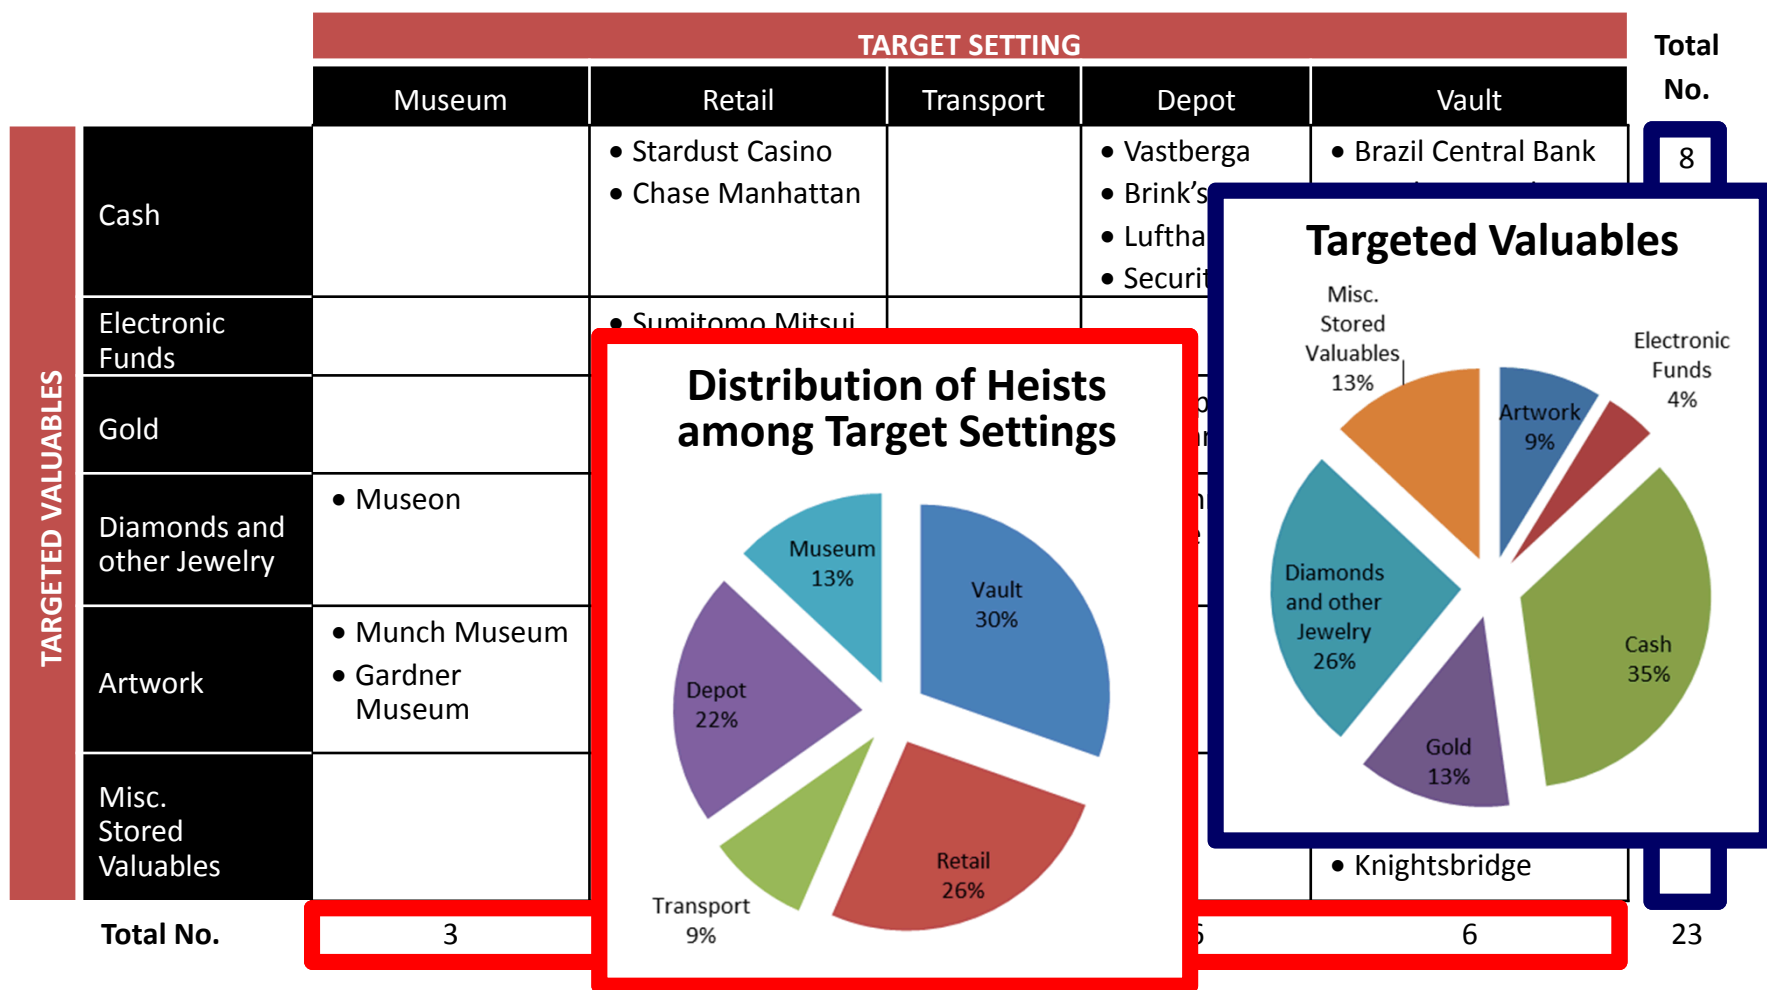 TARGET SETTING
Total
No.
Museum
Retail
Transport
Depot
Vault
TARGETED VALUABLES
Cash
• Stardust Casino
• Chase Manhattan
• Vastberga
• Brink's
• Brazil Central Bank
8
Electronic
Funds
• Sumitomo Mitsui
Gold
Diamonds and
other Jewelry
• Museon
Artwork
• Munch Museum
• Gardner
Museum
Misc.
Stored
Valuables
• Knightsbridge
Total No.
3
6
23
Distribution of Heists
among Target Settings
Museum
13%
Vault
30%
Depot
22%
Retail
26%
Transport
9%
Targeted Valuables
Misc.
Stored
Valuables
13%
Electronic
Funds
4%
Artwork
9%
Diamonds
and other
Jewelry
26%
Cash
35%
Gold
13%